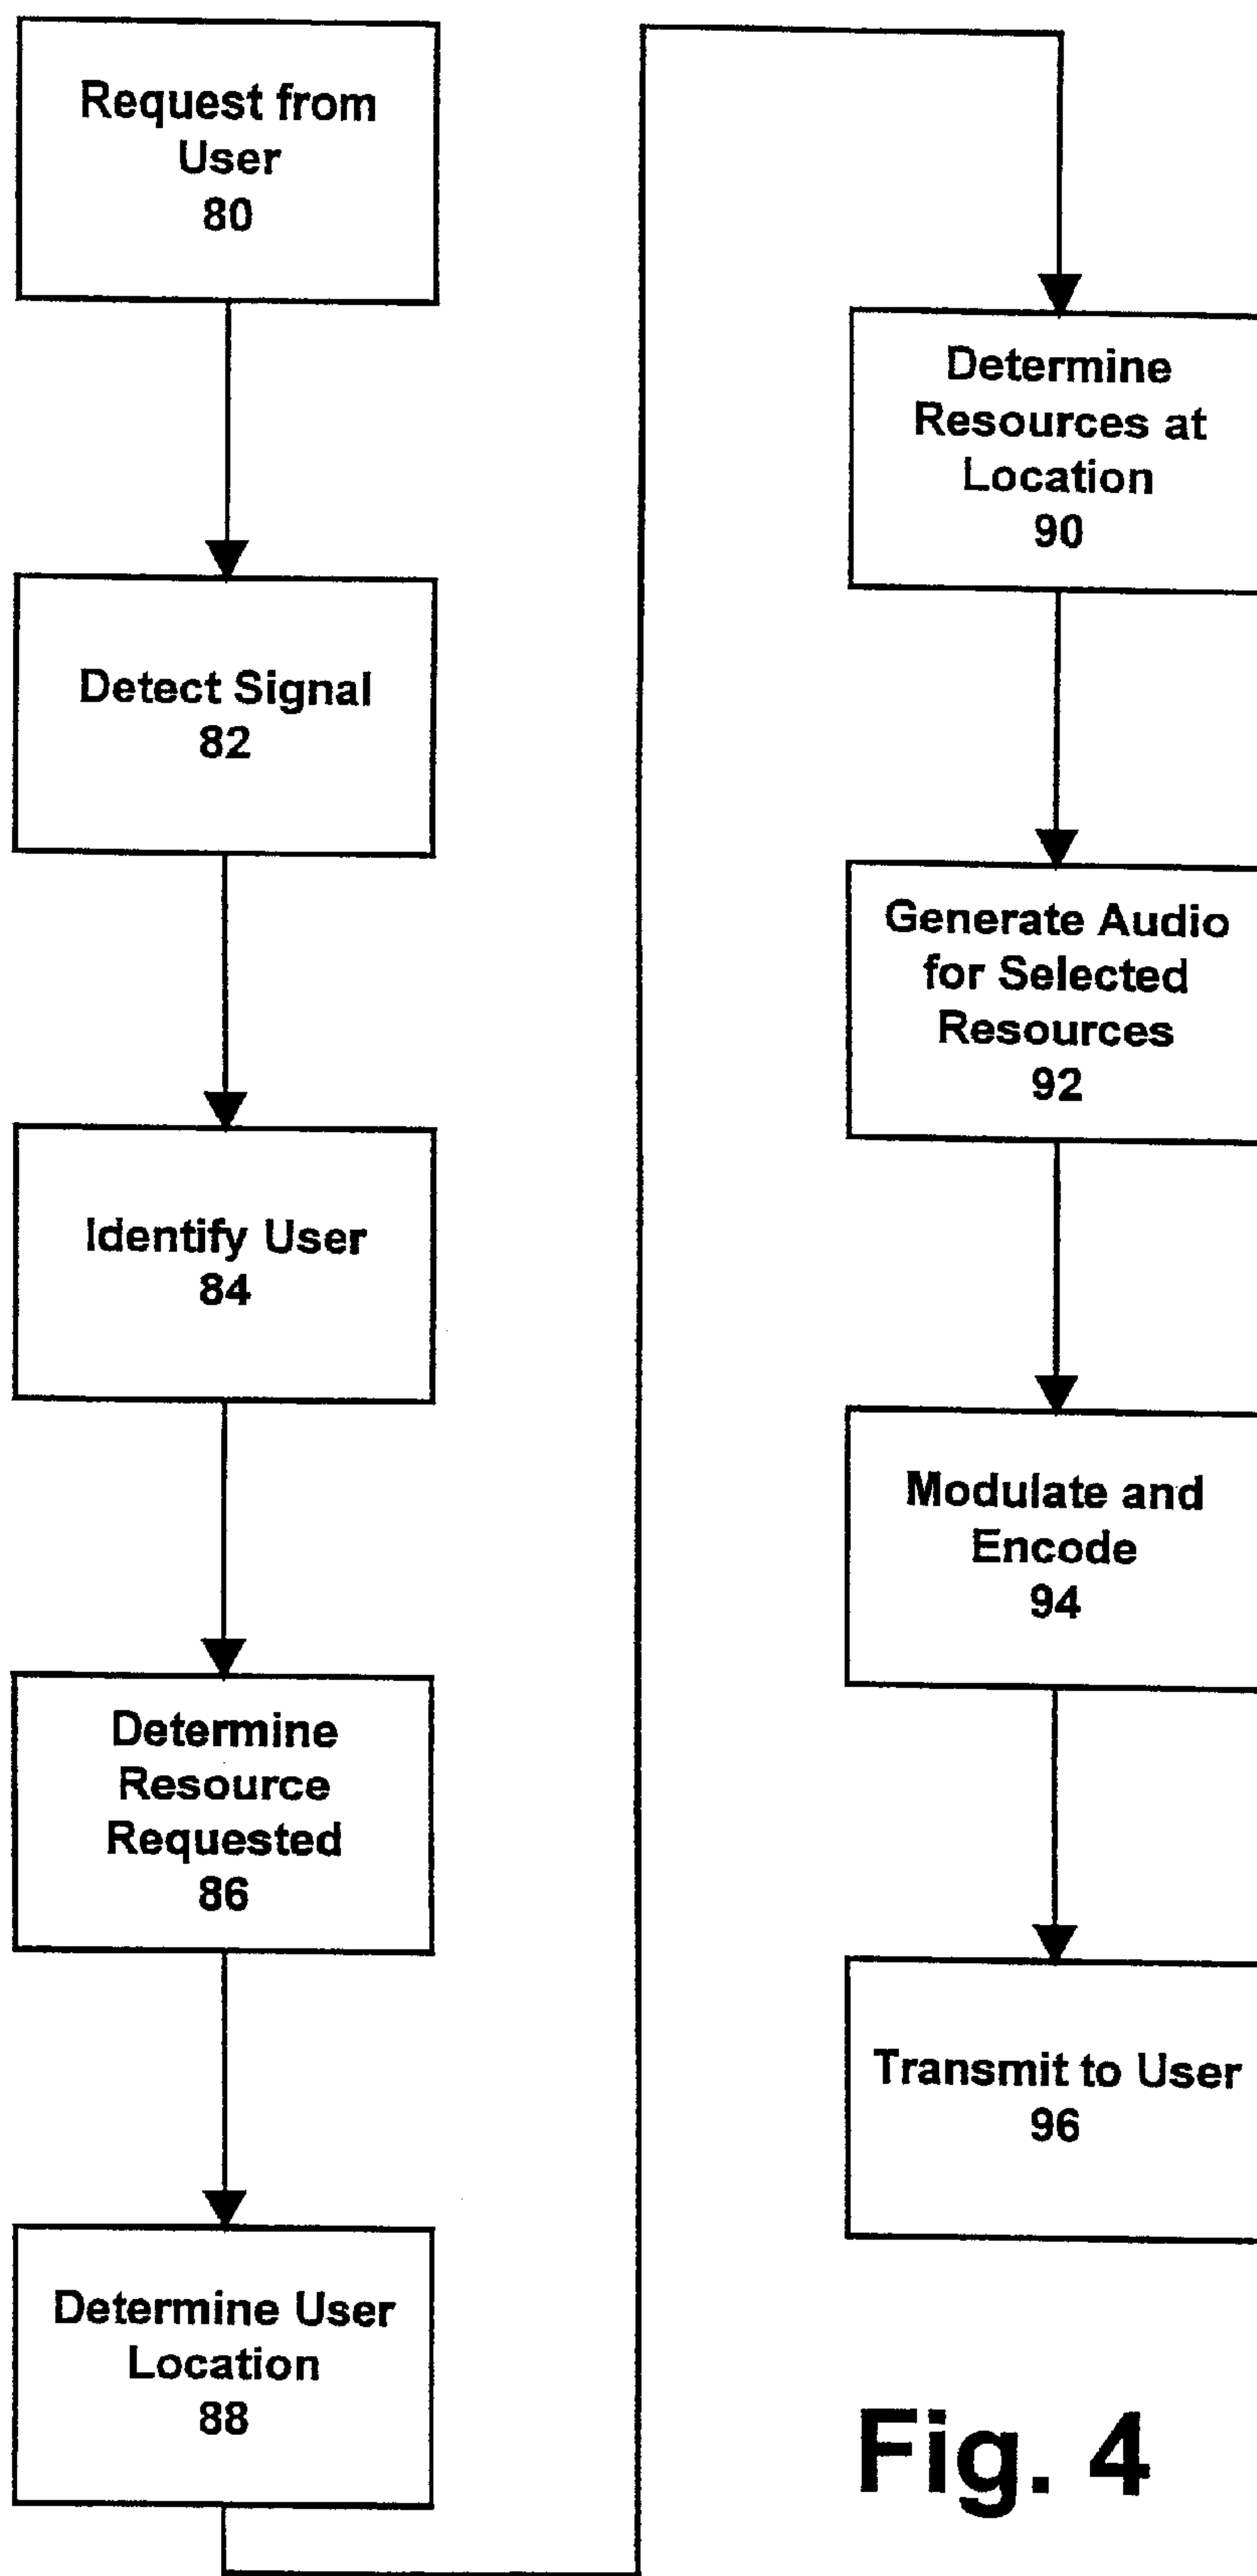 Request from
User
80
Detect Signal
82
Identify User
84
Determine
Resource
Requested
86
Determine User
Location
88
Determine
Resources at
Location
90
Generate Audio
for Selected
Resources
92
Modulate and
Encode
94
Transmit to User
96
Fig. 4